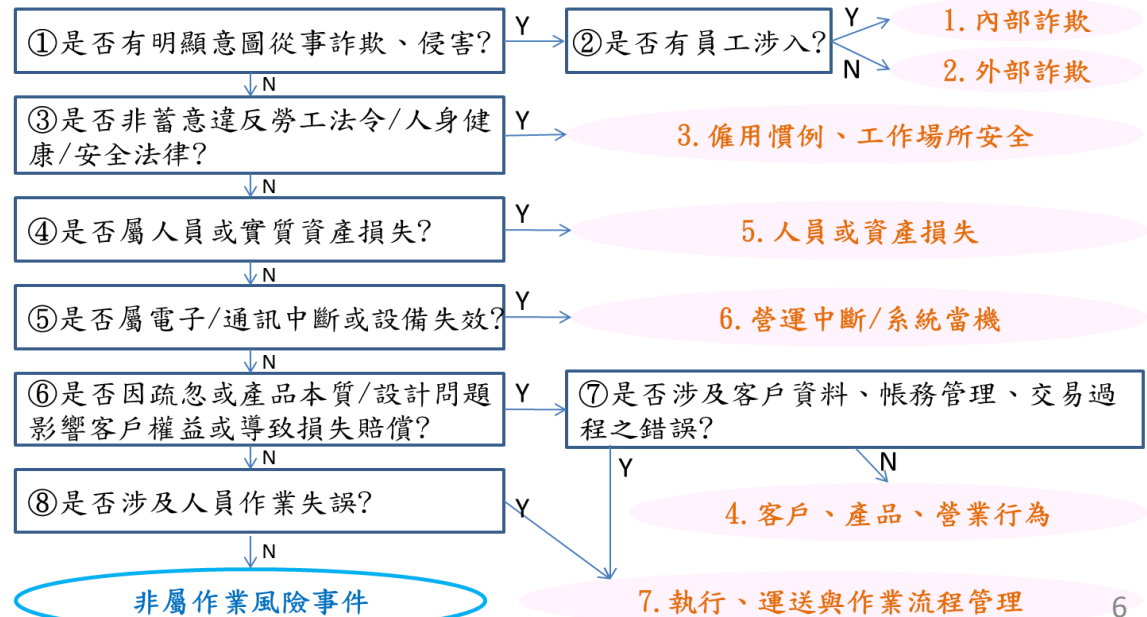 ①是否有明顯意圖從事詐欺、侵害?
Y
②是否有員工涉入?
Y
1.內部詐欺
N
2.外部詐欺
N
③是否非蓄意違反勞工法令/人身健
康/安全法律?
Y
3.僱用慣例、工作場所安全
N
④是否屬人員或實質資產損失?
Y
5.人員或資產損失
N
⑤是否屬電子/通訊中斷或設備失效?
Y
6.營運中斷/系統當機
N
⑥是否因疏忽或產品本質/設計問題
影響客戶權益或導致損失賠償?
Y
⑦是否涉及客戶資料、帳務管理、交易過
程之錯誤?
N
Y
N
⑧是否涉及人員作業失誤?
Y
4.客戶、產品、營業行為
N
非屬作業風險事件
7.執行、運送與作業流程管理
6